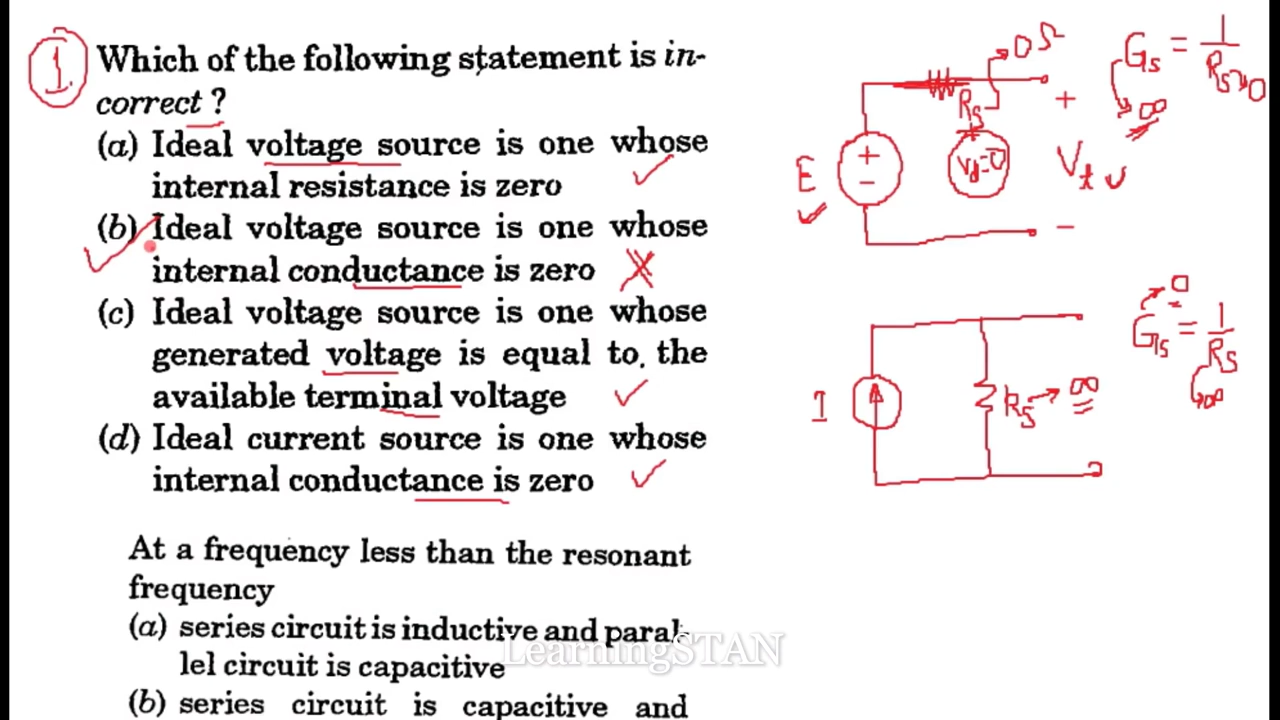 1.
Which of the following statement is in-
correct ?
(a) Ideal voltage source is one whose
internal resistance is zero
(b) Ideal voltage source is one whose
internal conductance is zero
(c) Ideal voltage source is one whose
generated voltage is equal to the
available terminal voltage
(d) Ideal current source is one whose
internal conductance is zero
At a frequency less than the resonant
frequency
(a) series circuit is inductive and paral-
lel circuit is capacitive
(b) series circuit is capacitive and
LearningSTAN
0 Ω
Rs
+
E
+
−
Vd=0
Vt
−
Gs = 1/Rs → 0
∞
I
Rs → ∞
0
Gs = 1/Rs
∞